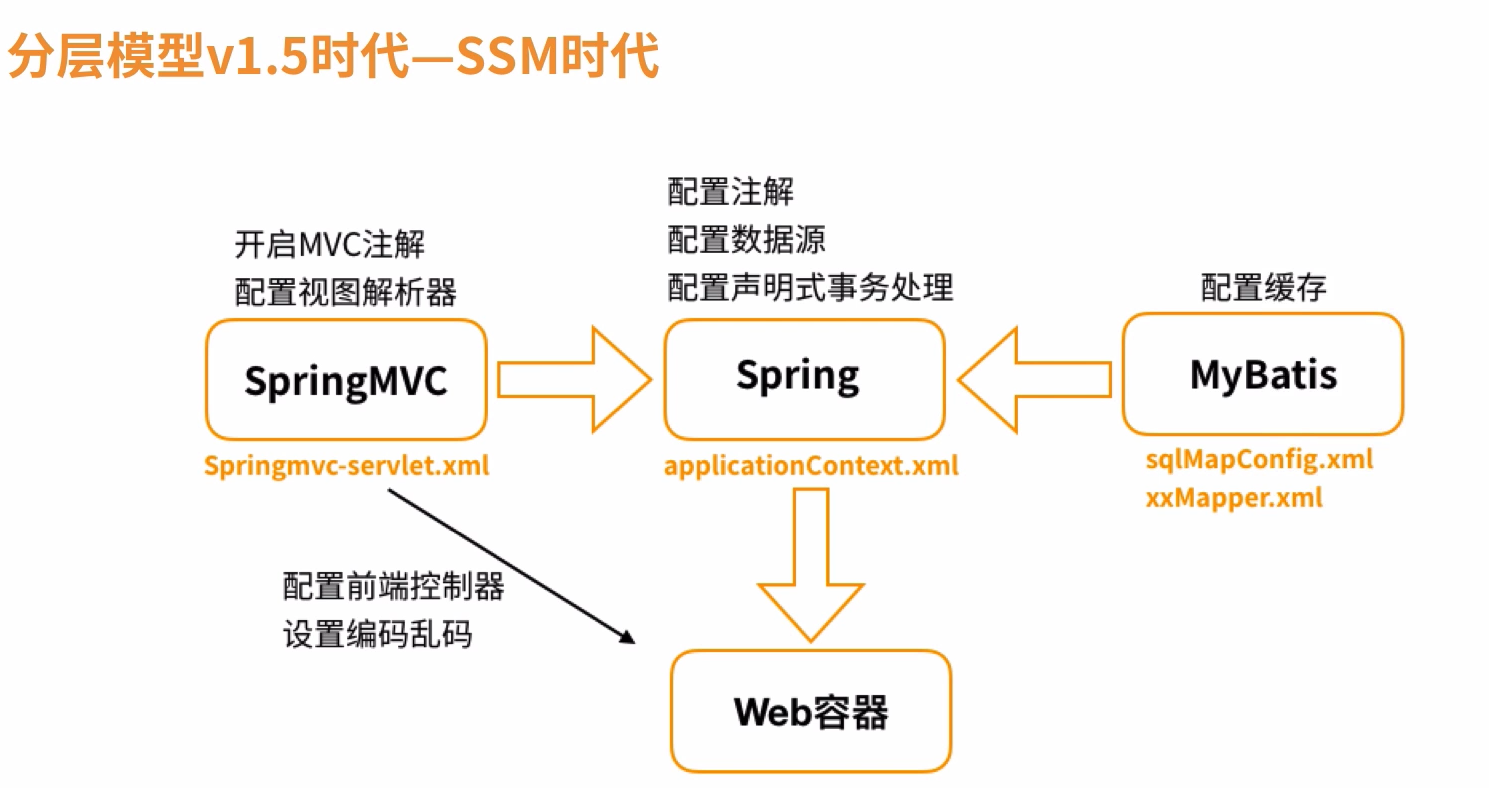 分层模型v1.5时代—SSM时代
开启MVC注解
配置视图解析器
SpringMVC
Springmvc-servlet.xml
配置注解
配置数据源
配置声明式事务处理
Spring
applicationContext.xml
配置缓存
MyBatis
sqlMapConfig.xml
xxMapper.xml
配置前端控制器
设置编码乱码
Web容器